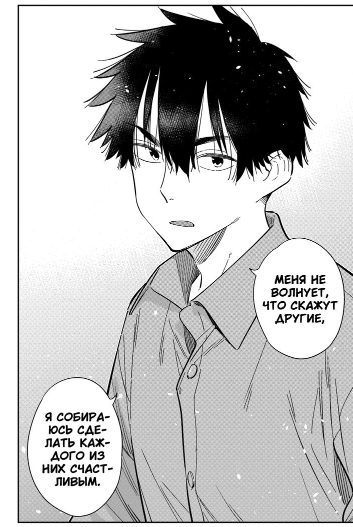 МЕНЯ НЕ
ВОЛНУЕТ,
ЧТО СКАЖУТ
ДРУГИЕ,
Я СОБИРА-
ЮСЬ СДЕ-
ЛАТЬ КАЖ-
ДОГО ИЗ
НИХ СЧАСТ-
ЛИВЫМ.